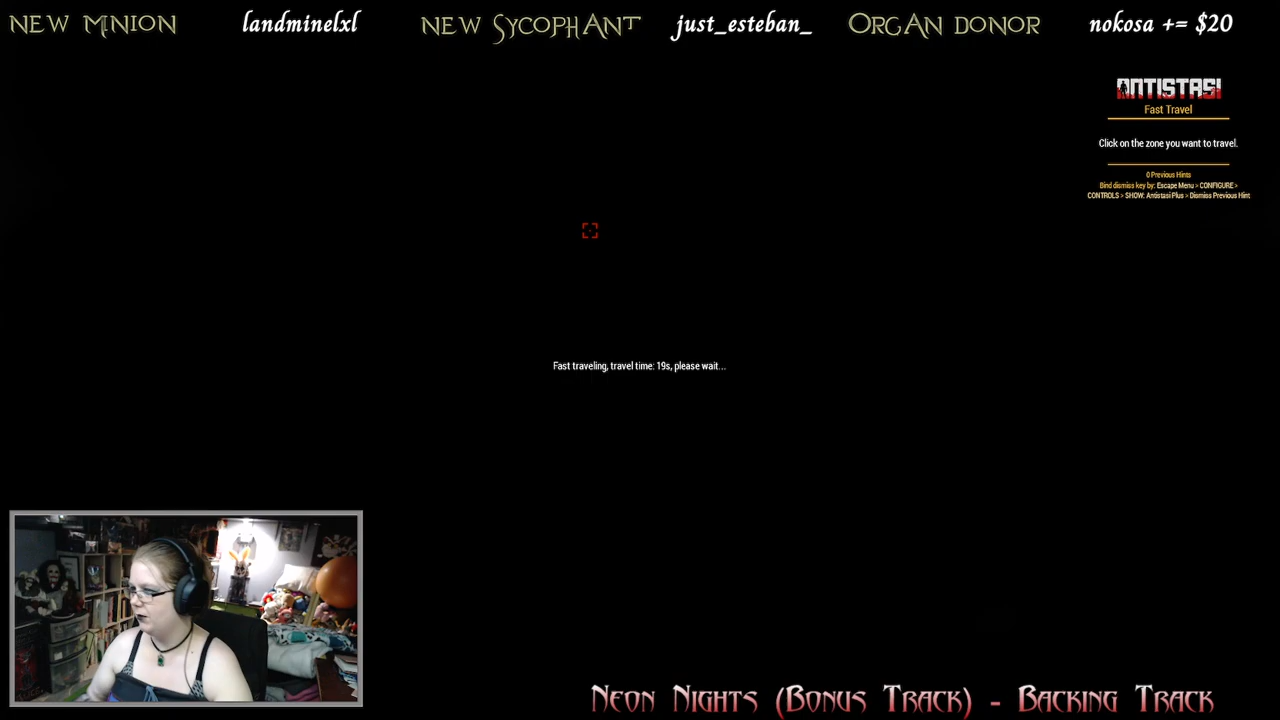 NEW MINION landminelxl NEW SYCOPHANT just_esteban_ ORGAN DONOR nokosa += $20
ANTISTASI
Fast Travel
Click on the zone you want to travel.
0 Previous Hints
Bind dismiss key by: Escape Menu > CONFIGURE >
CONTROLS > SHOW: Antistasi Plus > Dismiss Previous Hint
Fast traveling, travel time: 19s, please wait...
NEON NIGHTS (BONUS TRACK) - BACKING TRACK